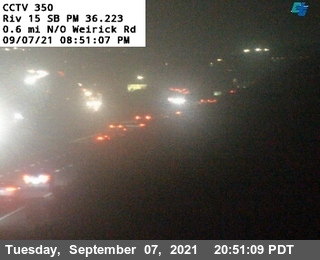 CCTV 350
Riv 15 SB PM 36.223
0.6 mi N/O Weirick Rd
09/07/21 08:51:07 PM
Tuesday, September 07, 2021 20:51:09 PDT